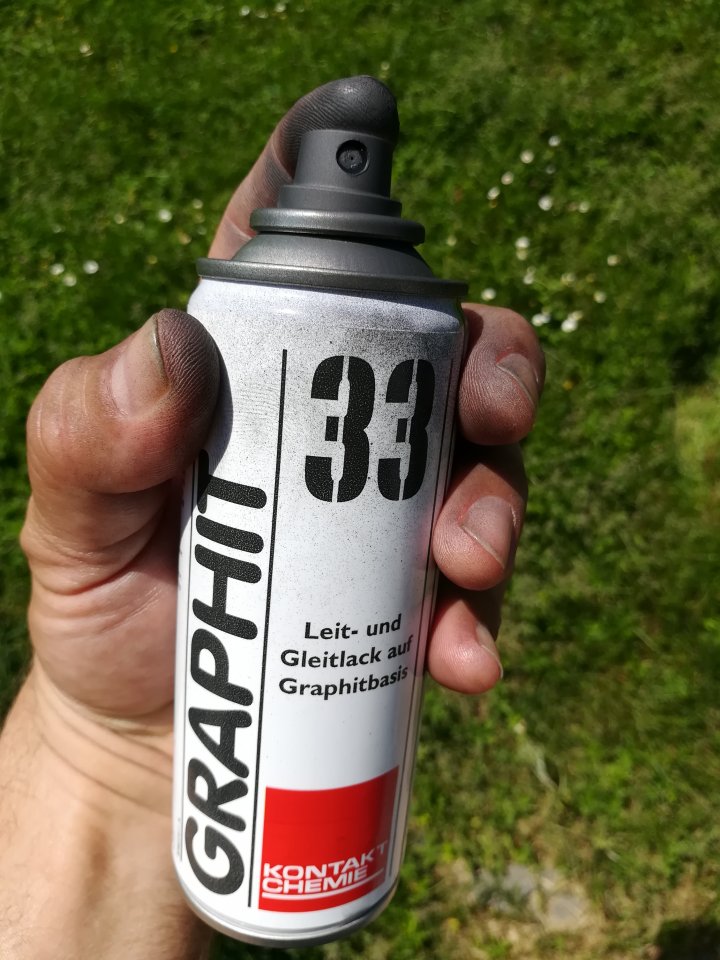 GRAPHIT
33
Leit- und
Gleitlack auf
Graphitbasis
KONTAKT
CHEMIE